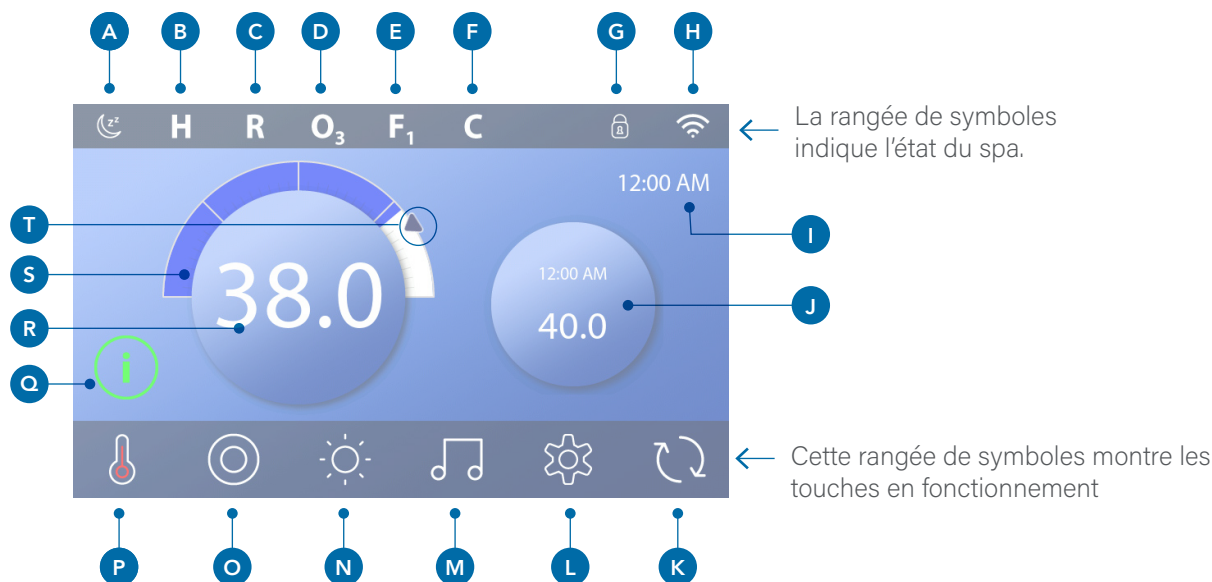 A B C D E F G H
zz H R O₃ F₁ C
La rangée de symboles
indique l'état du spa.
12:00 AM
T
I
S
12:00 AM
38.0
J
R
40.0
i
Q
Cette rangée de symboles montre les
touches en fonctionnement
P O N M L K